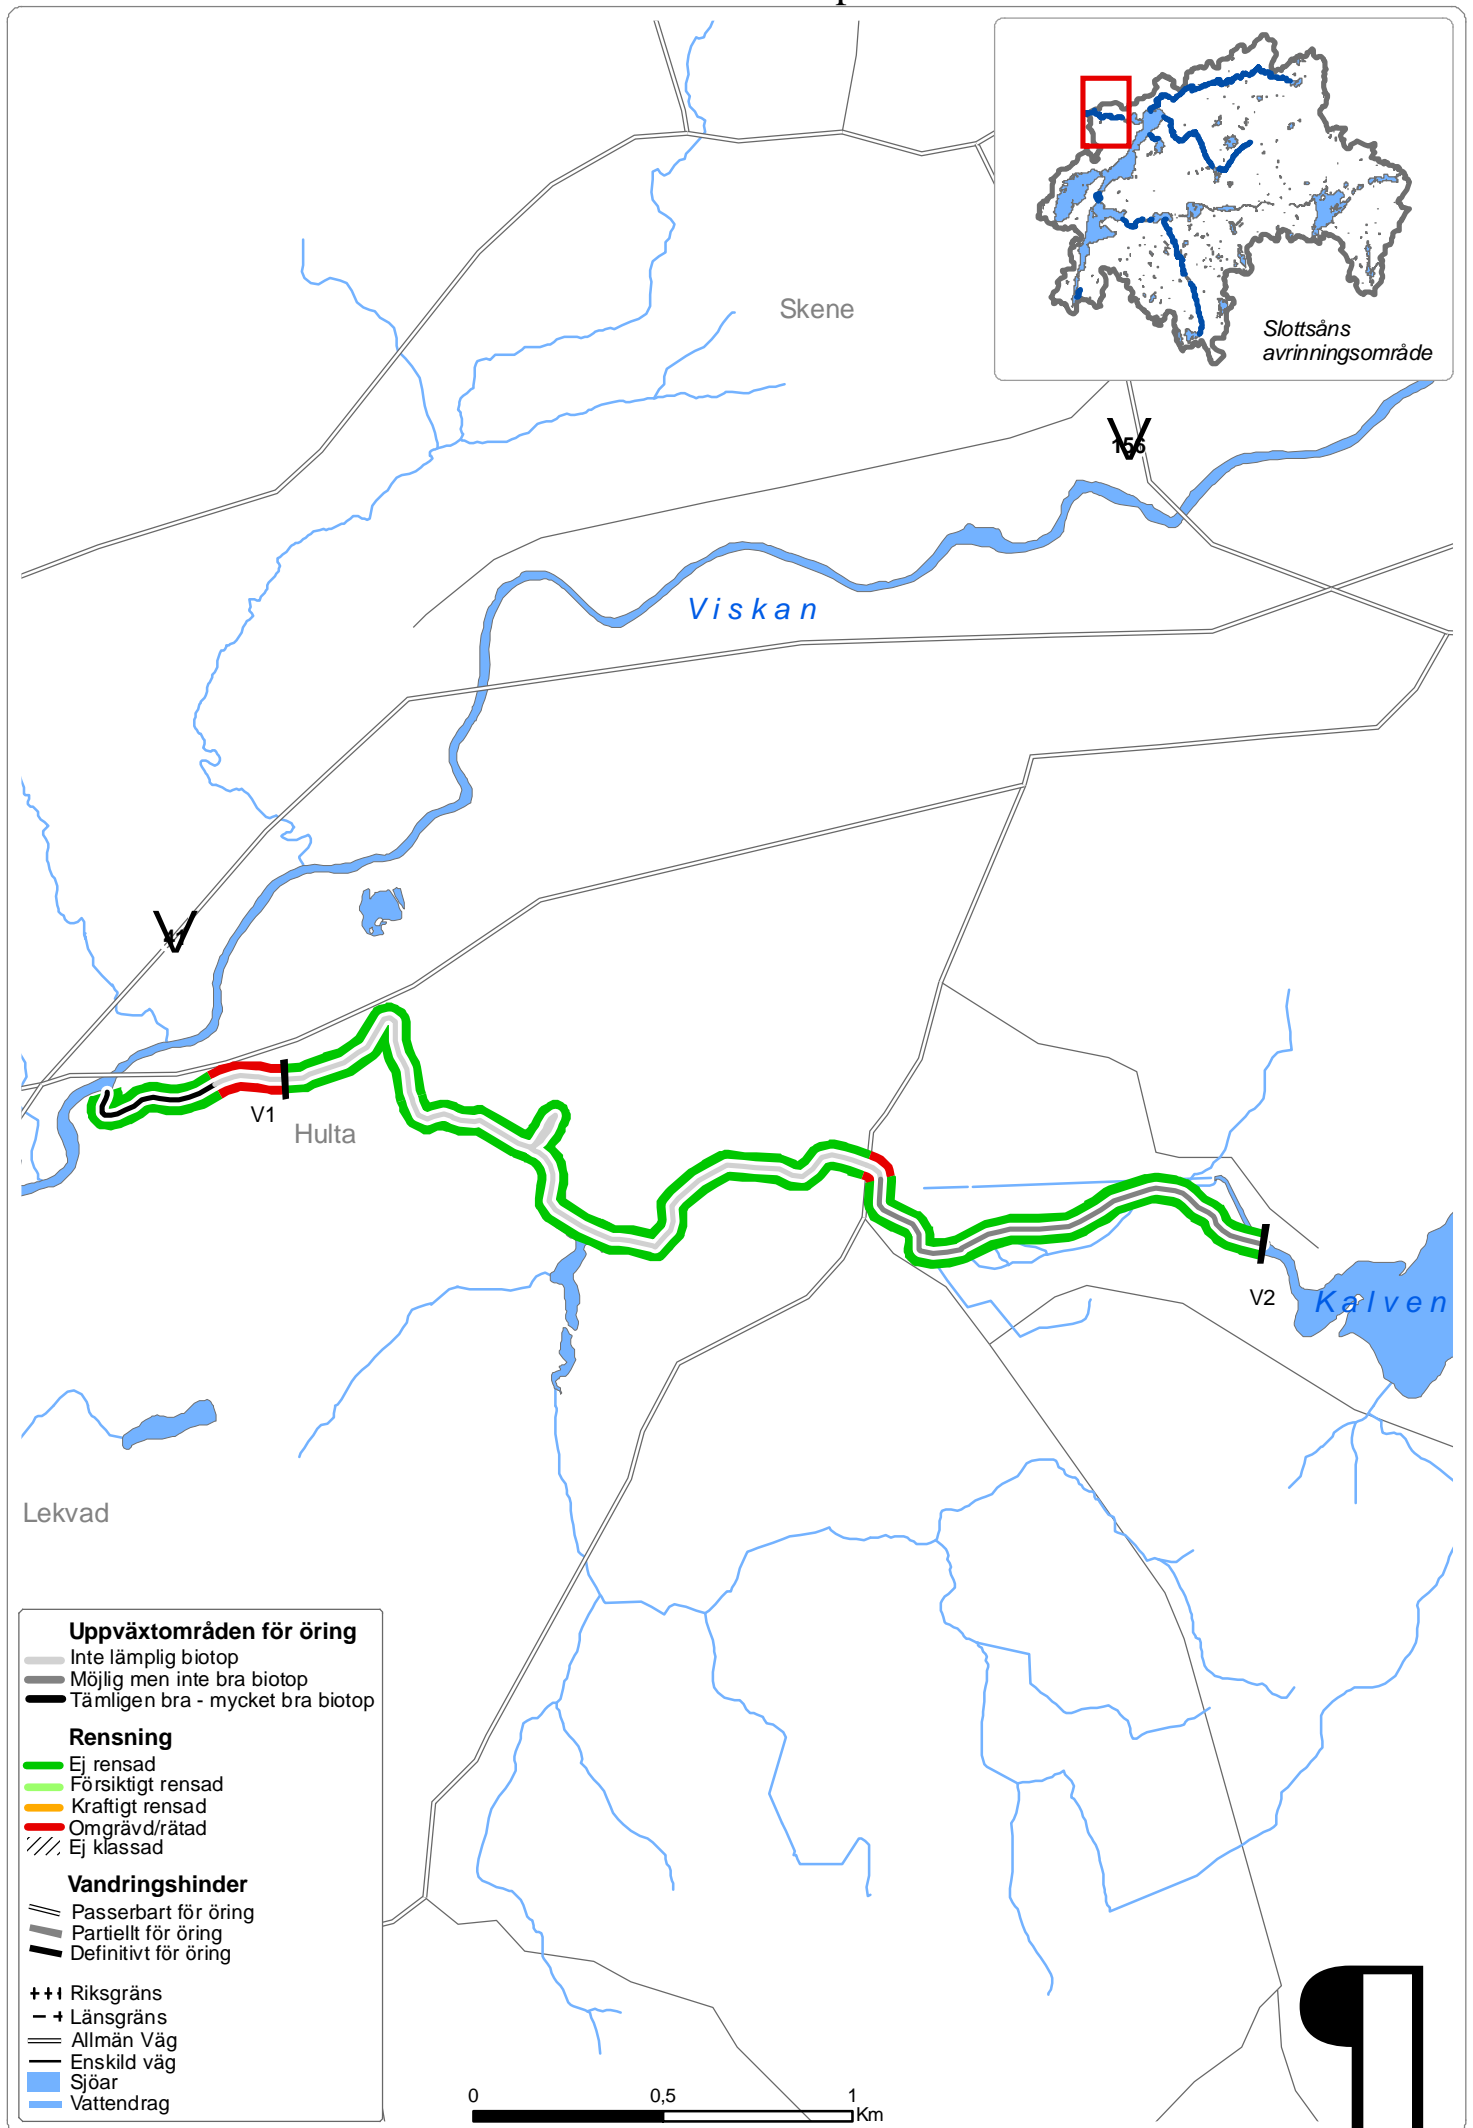 Slottsåns
avrinningsområde
Skene
156
Viskan
41
V1
Hulta
V2
Kalven
Lekvad
Uppväxtområden för öring
Inte lämplig biotop
Möjlig men inte bra biotop
Tämligen bra - mycket bra biotop
Rensning
Ej rensad
Försiktigt rensad
Kraftigt rensad
Omgrävd/rätad
Ej klassad
Vandringshinder
Passerbart för öring
Partiellt för öring
Definitivt för öring
Riksgräns
Länsgräns
Allmän Väg
Enskild väg
Sjöar
Vattendrag
0 0,5 1
Km
¶